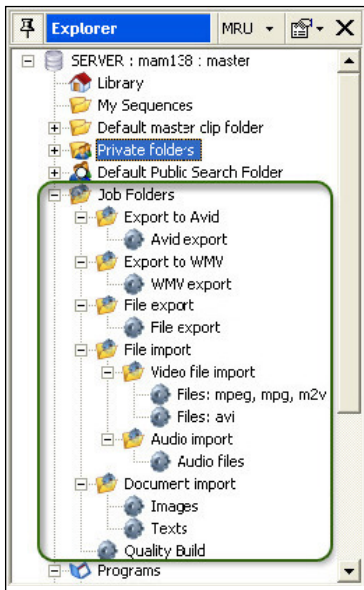 Explorer MRU
SERVER : mam138 : master
Library
My Sequences
Default master clip folder
Private folders
Default Public Search Folder
Job Folders
Export to Avid
Avid export
Export to WMV
WMV export
File export
File export
File import
Video file import
Files: mpeg, mpg, m2v
Files: avi
Audio import
Audio files
Document import
Images
Texts
Quality Build
Programs